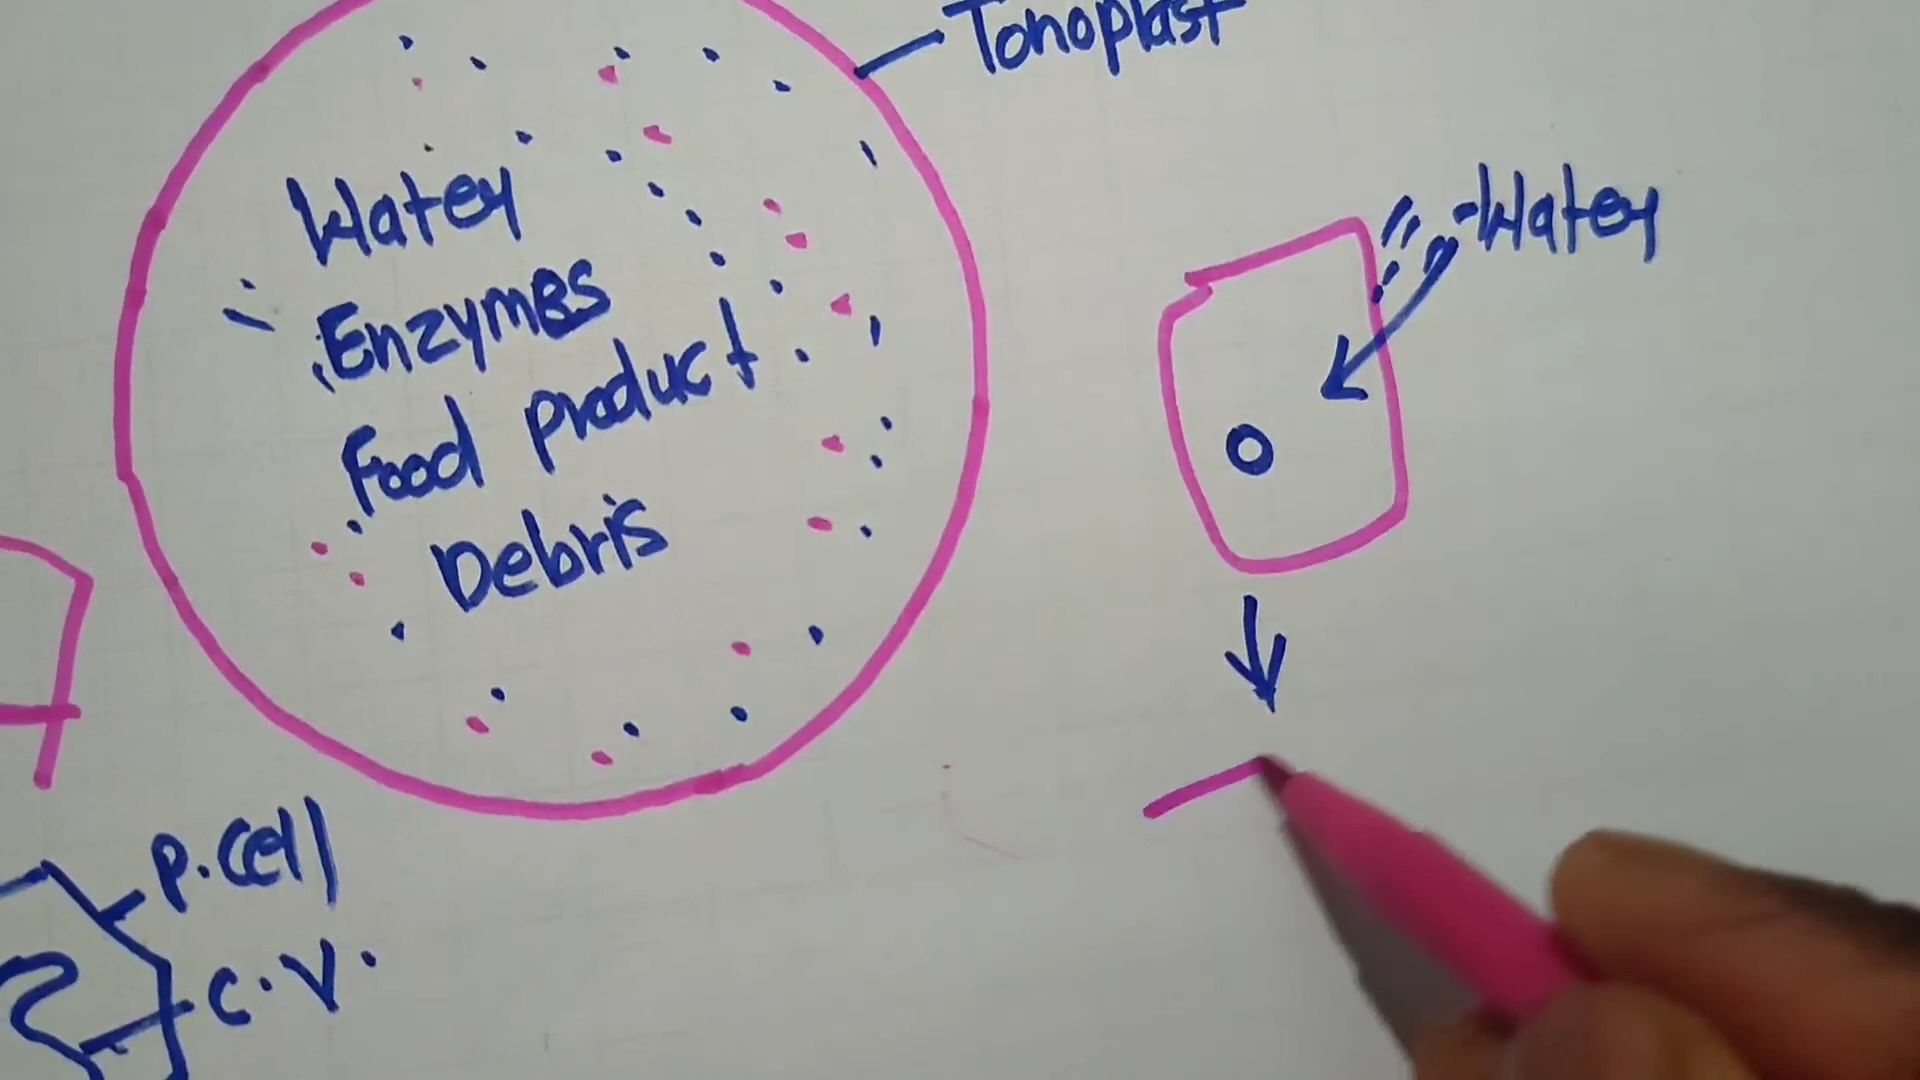 Tonoplast
Water
Enzymes
Food product
Debris
-Water
P. Cell
C.V.